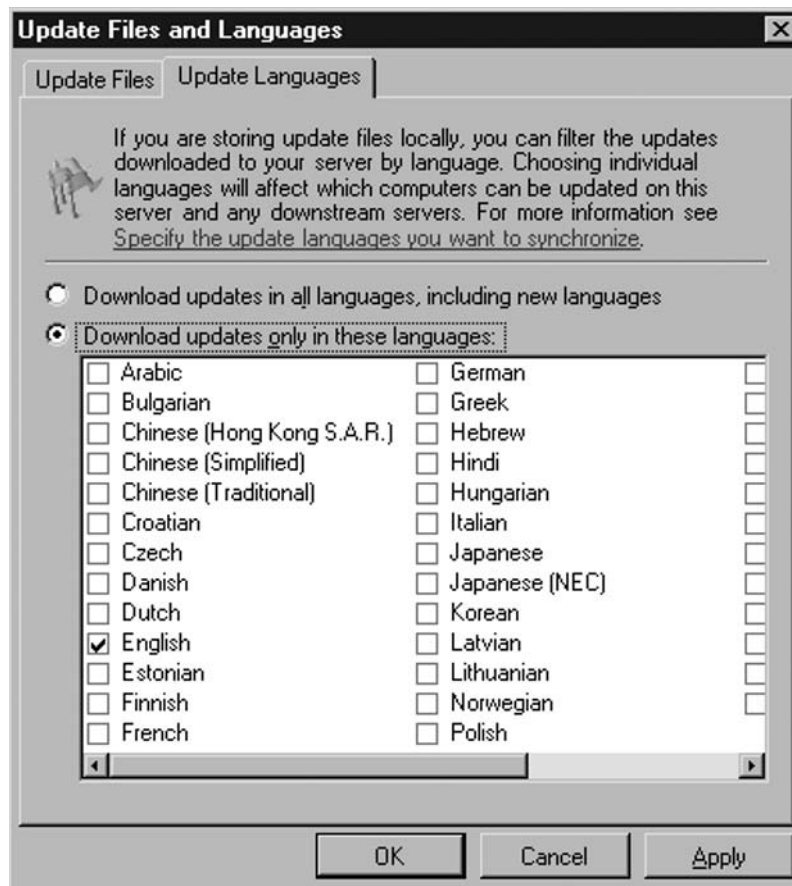 Update Files and Languages
Update Files
Update Languages
If you are storing update files locally, you can filter the updates
downloaded to your server by language. Choosing individual
languages will affect which computers can be updated on this
server and any downstream servers. For more information see
Specify the update languages you want to synchronize.
Download updates in all languages, including new languages
Download updates only in these languages:
Arabic
Bulgarian
Chinese (Hong Kong S.A.R.)
Chinese (Simplified)
Chinese (Traditional)
Croatian
Czech
Danish
Dutch
English
Estonian
Finnish
French
German
Greek
Hebrew
Hindi
Hungarian
Italian
Japanese
Japanese (NEC)
Korean
Latvian
Lithuanian
Norwegian
Polish
OK
Cancel
Apply